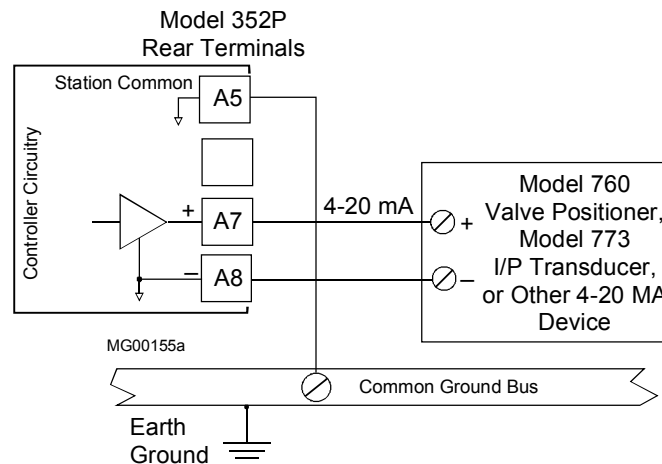 Model 352P
Rear Terminals
Station Common
A5
Controller Circuitry
+
A7
4-20 mA
+
–
A8
–
Model 760
Valve Positioner,
Model 773
I/P Transducer,
or Other 4-20 MA
Device
MG00155a
Common Ground Bus
Earth
Ground